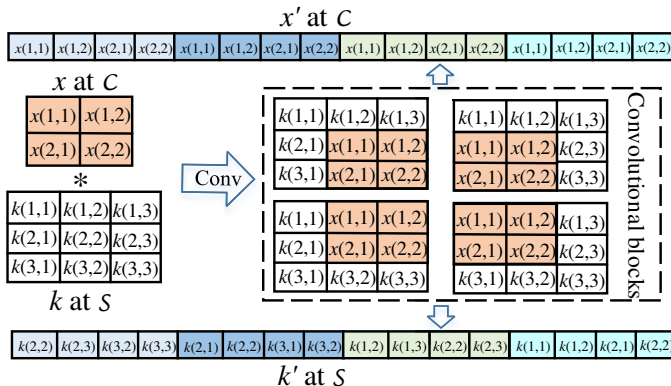 x′ at C
x(1,1) x(1,2) x(2,1) x(2,2) x(1,1) x(1,2) x(2,1) x(2,2) x(1,1) x(1,2) x(2,1) x(2,2) x(1,1) x(1,2) x(2,1) x(2,2)
x at C
x(1,1) x(1,2)
x(2,1) x(2,2)
*
k(1,1) k(1,2) k(1,3)
k(2,1) k(2,2) k(2,3)
k(3,1) k(3,2) k(3,3)
k at S
Conv
k(1,1) k(1,2) k(1,3)
k(2,1) x(1,1) x(1,2)
k(3,1) x(2,1) x(2,2)
k(1,1) k(1,2) k(1,3)
x(1,1) x(1,2) k(2,3)
x(2,1) x(2,2) k(3,3)
k(1,1) x(1,1) x(1,2)
k(2,1) x(2,1) x(2,2)
k(3,1) k(3,2) k(3,3)
x(1,1) x(1,2) k(1,3)
x(2,1) x(2,2) k(2,3)
k(3,1) k(3,2) k(3,3)
Convolutional blocks
k(2,2) k(2,3) k(3,2) k(3,3) k(2,1) k(2,2) k(3,1) k(3,2) k(1,2) k(1,3) k(2,2) k(2,3) k(1,1) k(1,2) k(2,1) k(2,2)
k′ at S